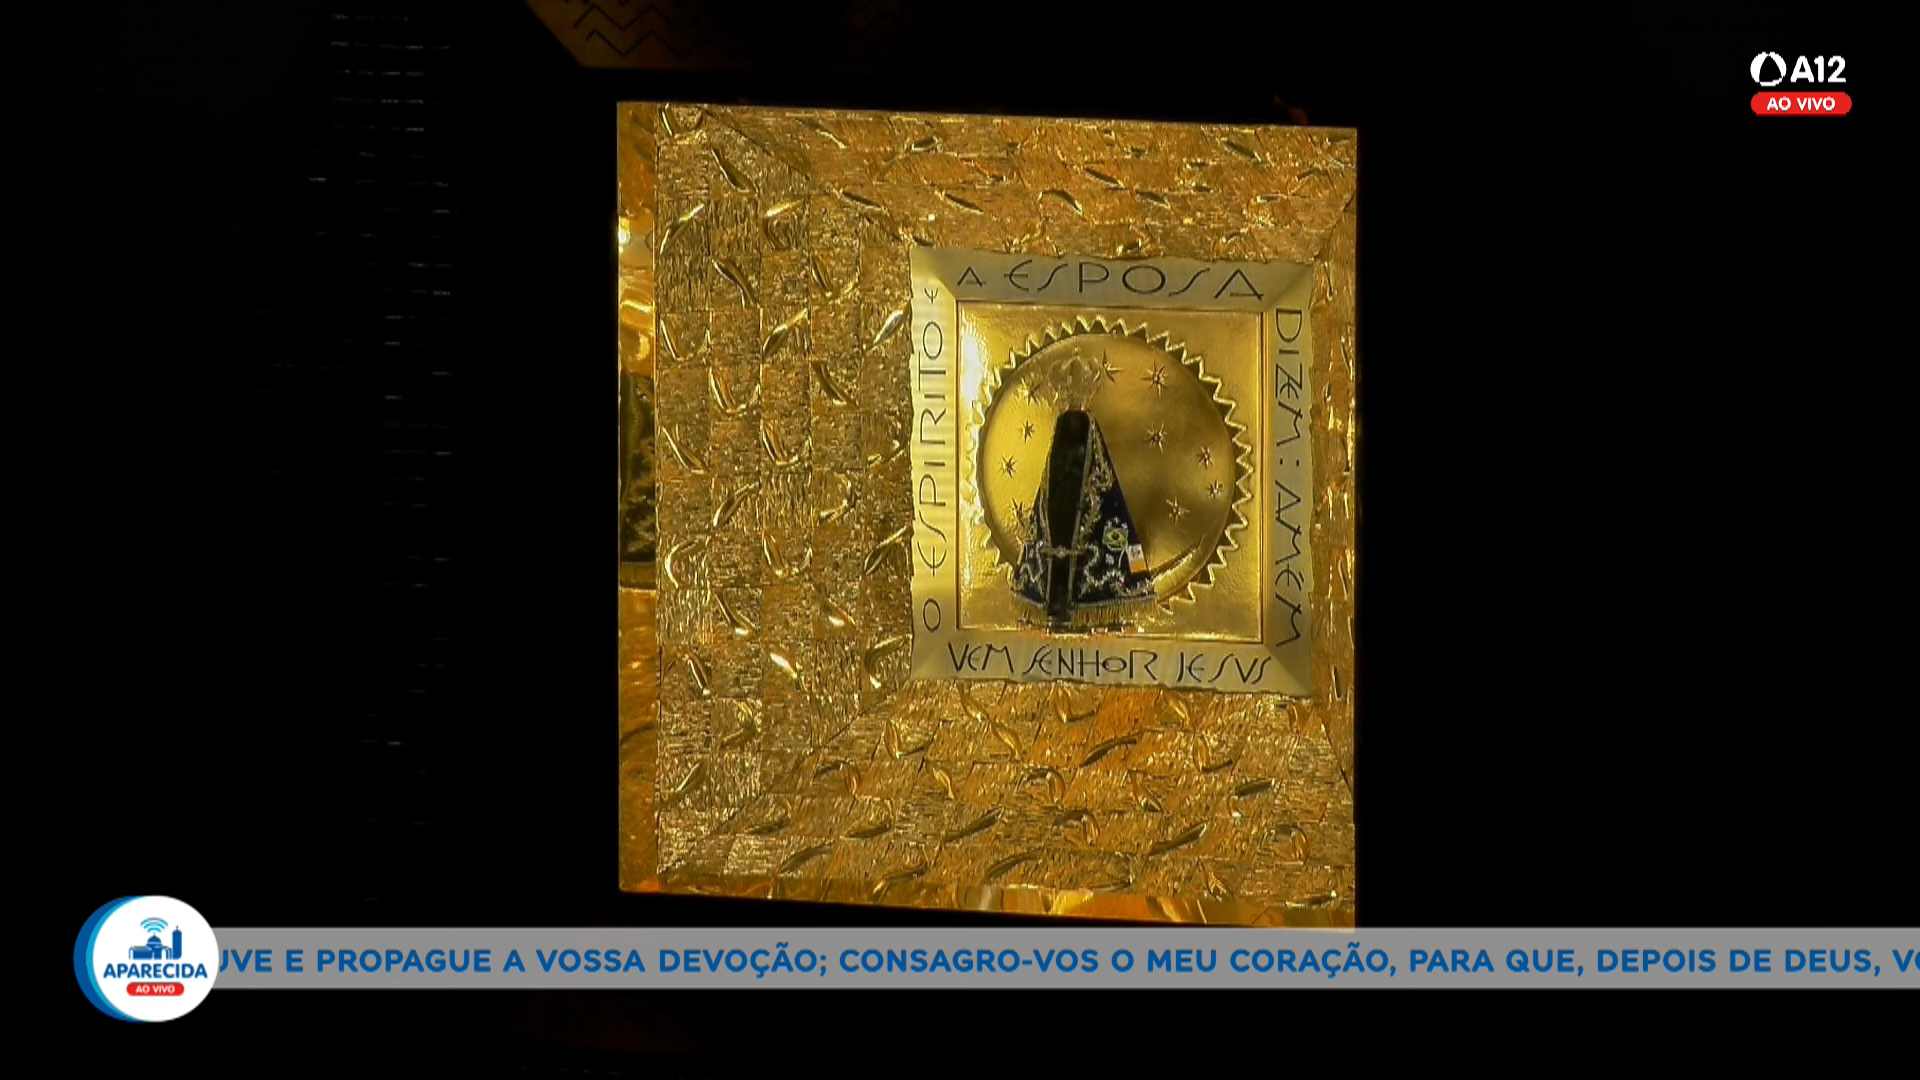 A12
AO VIVO
O ESPIRITO E
A ESPOSA
DIZEM: AMÉM
VEM SENHOR JESUS
APARECIDA
AO VIVO
UVE E PROPAGUE A VOSSA DEVOÇÃO; CONSAGRO-VOS O MEU CORAÇÃO, PARA QUE, DEPOIS DE DEUS,